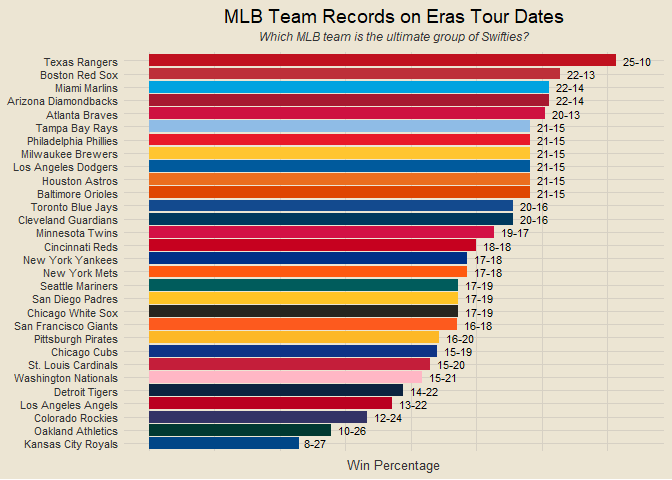 MLB Team Records on Eras Tour Dates
Which MLB team is the ultimate group of Swifties?
Texas Rangers 25-10
Boston Red Sox 22-13
Miami Marlins 22-14
Arizona Diamondbacks 22-14
Atlanta Braves 20-13
Tampa Bay Rays 21-15
Philadelphia Phillies 21-15
Milwaukee Brewers 21-15
Los Angeles Dodgers 21-15
Houston Astros 21-15
Baltimore Orioles 21-15
Toronto Blue Jays 20-16
Cleveland Guardians 20-16
Minnesota Twins 19-17
Cincinnati Reds 18-18
New York Yankees 17-18
New York Mets 17-18
Seattle Mariners 17-19
San Diego Padres 17-19
Chicago White Sox 17-19
San Francisco Giants 16-18
Pittsburgh Pirates 16-20
Chicago Cubs 15-19
St. Louis Cardinals 15-20
Washington Nationals 15-21
Detroit Tigers 14-22
Los Angeles Angels 13-22
Colorado Rockies 12-24
Oakland Athletics 10-26
Kansas City Royals 8-27
Win Percentage